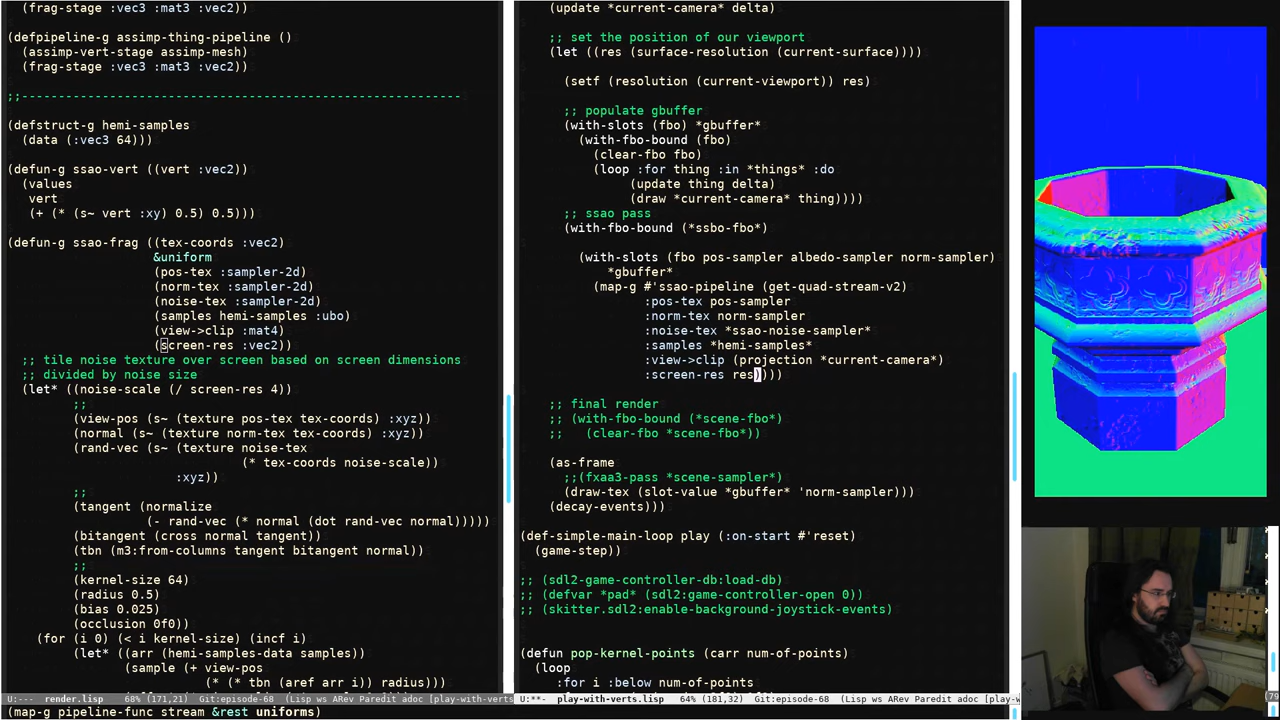 (frag-stage :vec3 :mat3 :vec2))
(defpipeline-g assimp-thing-pipeline ()
(assimp-vert-stage assimp-mesh)
(frag-stage :vec3 :mat3 :vec2))
;;------------------------------------------------------------
(defstruct-g hemi-samples
(data (:vec3 64)))
(defun-g ssao-vert ((vert :vec2))
(values
vert
(+ (* (s~ vert :xy) 0.5) 0.5)))
(defun-g ssao-frag ((tex-coords :vec2)
&uniform
(pos-tex :sampler-2d)
(norm-tex :sampler-2d)
(noise-tex :sampler-2d)
(samples hemi-samples :ubo)
(view->clip :mat4)
(screen-res :vec2))
;; tile noise texture over screen based on screen dimensions
;; divided by noise size
(let* ((noise-scale (/ screen-res 4))
;;
(view-pos (s~ (texture pos-tex tex-coords) :xyz))
(normal (s~ (texture norm-tex tex-coords) :xyz))
(rand-vec (s~ (texture noise-tex
(* tex-coords noise-scale))
:xyz))
;;
(tangent (normalize
(- rand-vec (* normal (dot rand-vec normal)))))
(bitangent (cross normal tangent))
(tbn (m3:from-columns tangent bitangent normal))
;;
(kernel-size 64)
(radius 0.5)
(bias 0.025)
(occlusion 0f0))
(for (i 0) (< i kernel-size) (incf i)
(let* ((arr (hemi-samples-data samples))
(sample (+ view-pos
(* (* tbn (aref arr i)) radius)))
U:--- render.lisp 68% (171,21) Git:episode-68 (Lisp ws ARev Paredit adoc [play-with-verts
(update *current-camera* delta)
;; set the position of our viewport
(let ((res (surface-resolution (current-surface))))
(setf (resolution (current-viewport)) res)
;; populate gbuffer
(with-slots (fbo) *gbuffer*
(with-fbo-bound (fbo)
(clear-fbo fbo)
(loop :for thing :in *things* :do
(update thing delta)
(draw *current-camera* thing))))
;; ssao pass
(with-fbo-bound (*ssbo-fbo*)
(with-slots (fbo pos-sampler albedo-sampler norm-sampler)
*gbuffer*
(map-g #'ssao-pipeline (get-quad-stream-v2)
:pos-tex pos-sampler
:norm-tex norm-sampler
:noise-tex *ssao-noise-sampler*
:samples *hemi-samples*
:view->clip (projection *current-camera*)
:screen-res res))))
;; final render
;; (with-fbo-bound (*scene-fbo*)
;;   (clear-fbo *scene-fbo*))
(as-frame
;;(fxaa3-pass *scene-sampler*)
(draw-tex (slot-value *gbuffer* 'norm-sampler)))
(decay-events)))
(def-simple-main-loop play (:on-start #'reset)
(game-step))
;; (sdl2-game-controller-db:load-db)
;; (defvar *pad* (sdl2:game-controller-open 0))
;; (skitter.sdl2:enable-background-joystick-events)
(defun pop-kernel-points (carr num-of-points)
(loop
:for i :below num-of-points
U:**- play-with-verts.lisp 64% (181,32) Git:episode-68 (Lisp ws ARev Paredit adoc [play-w
(map-g pipeline-func stream &rest uniforms)